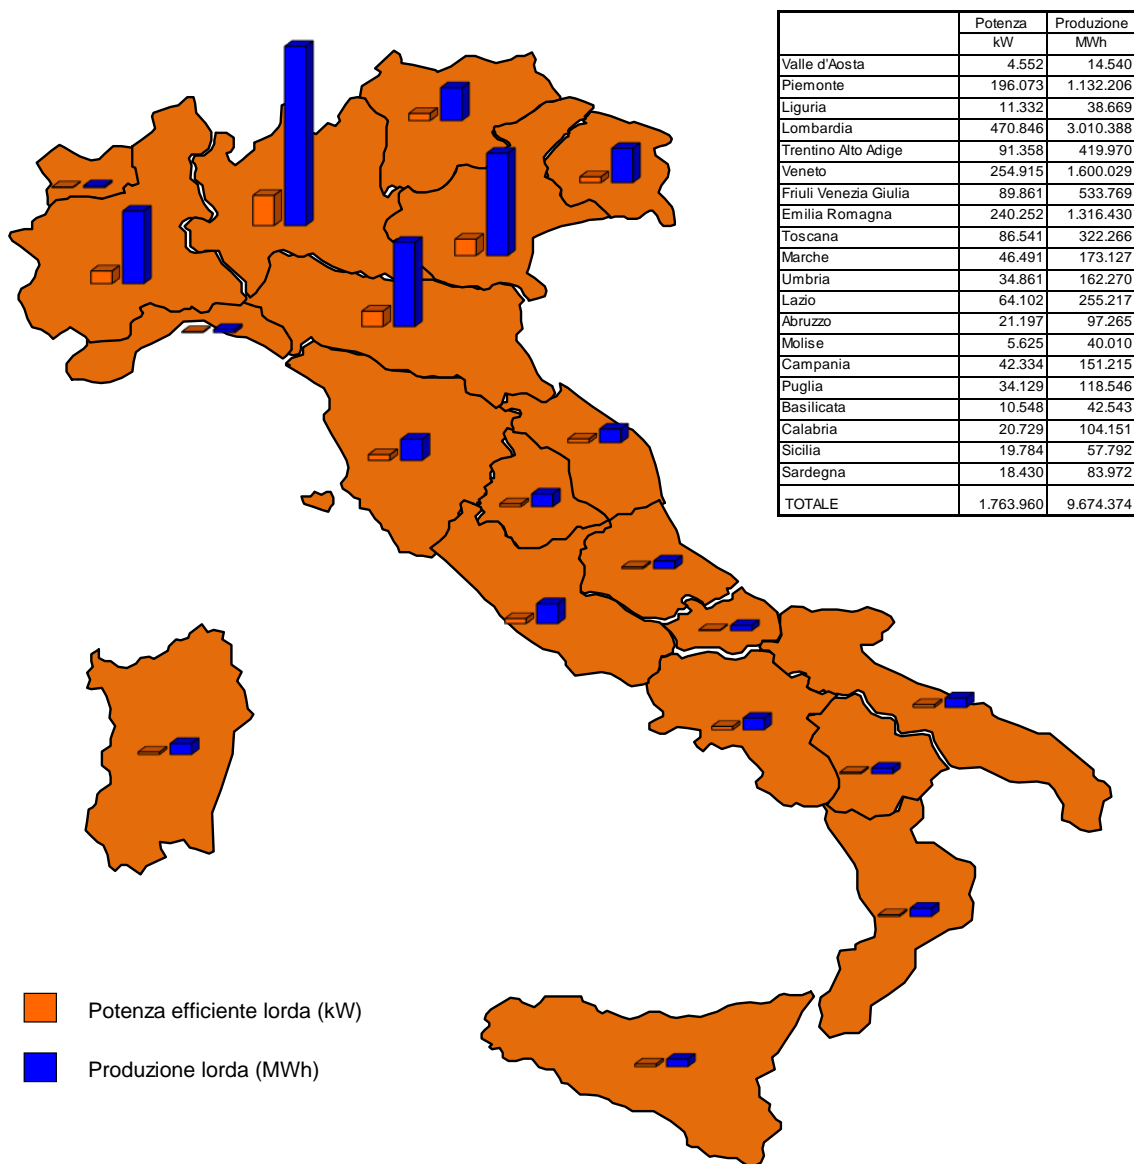 Potenza Produzione
kW MWh
Valle d'Aosta 4.552 14.540
Piemonte 196.073 1.132.206
Liguria 11.332 38.669
Lombardia 470.846 3.010.388
Trentino Alto Adige 91.358 419.970
Veneto 254.915 1.600.029
Friuli Venezia Giulia 89.861 533.769
Emilia Romagna 240.252 1.316.430
Toscana 86.541 322.266
Marche 46.491 173.127
Umbria 34.861 162.270
Lazio 64.102 255.217
Abruzzo 21.197 97.265
Molise 5.625 40.010
Campania 42.334 151.215
Puglia 34.129 118.546
Basilicata 10.548 42.543
Calabria 20.729 104.151
Sicilia 19.784 57.792
Sardegna 18.430 83.972
TOTALE 1.763.960 9.674.374
Potenza efficiente lorda (kW)
Produzione lorda (MWh)